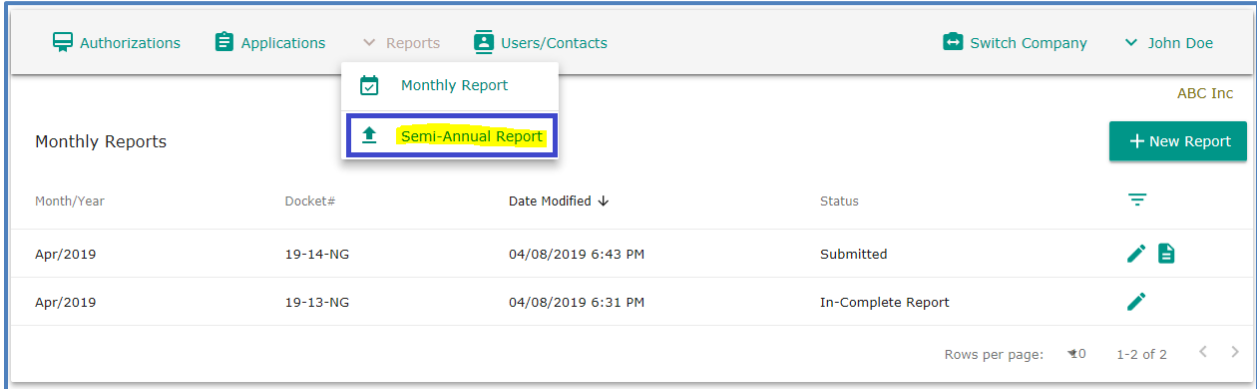 Authorizations Applications Reports Users/Contacts Switch Company John Doe
Monthly Report
ABC Inc
Semi-Annual Report
Monthly Reports + New Report
Month/Year Docket# Date Modified ↓ Status
Apr/2019 19-14-NG 04/08/2019 6:43 PM Submitted
Apr/2019 19-13-NG 04/08/2019 6:31 PM In-Complete Report
Rows per page: 1-2 of 2 < >